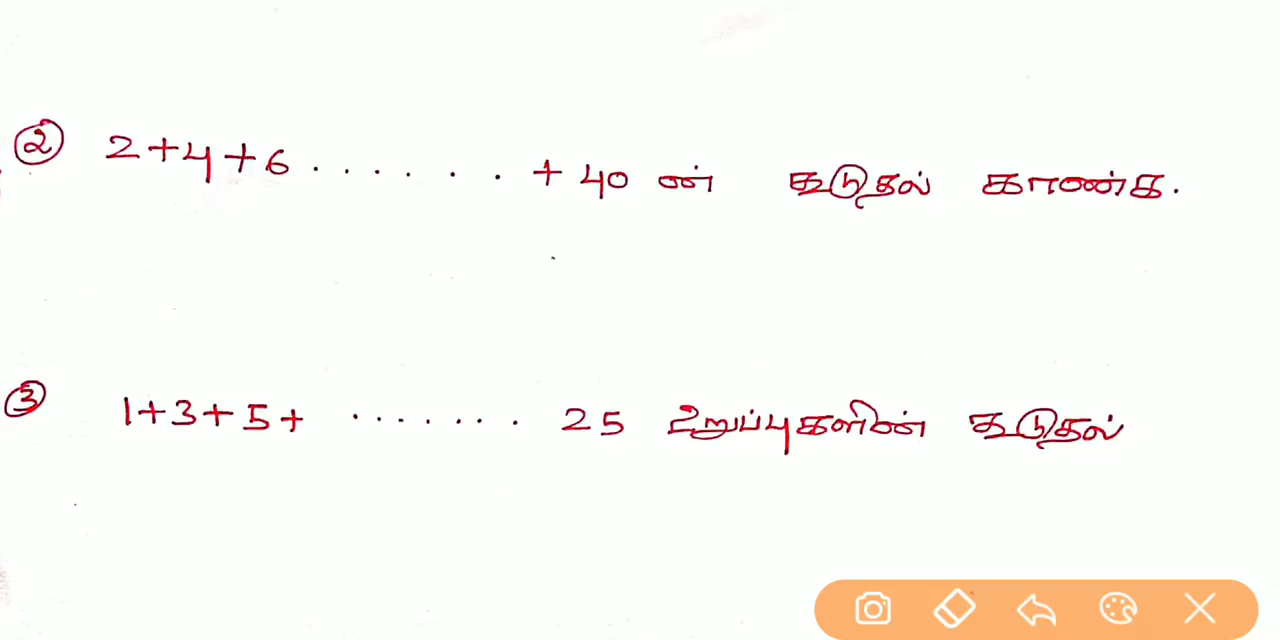 ② 2+4+6 . . . . . . + 40 ன் கூடுதல் காண்க.
③ 1+3+5+ . . . . . . . 25 உறுப்புகளின் கூடுதல்